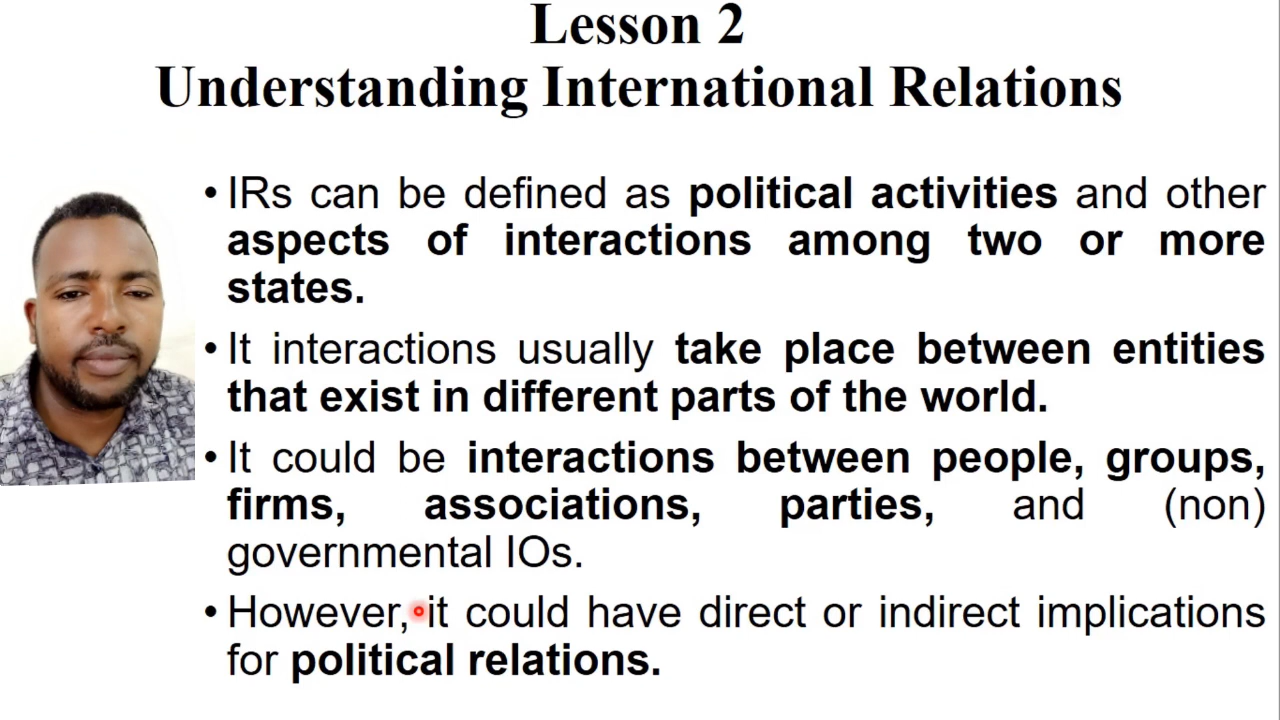 Lesson 2
Understanding International Relations
• IRs can be defined as political activities and other
aspects of interactions among two or more
states.
• It interactions usually take place between entities
that exist in different parts of the world.
• It could be interactions between people, groups,
firms, associations, parties, and (non)
governmental IOs.
• However, it could have direct or indirect implications
for political relations.